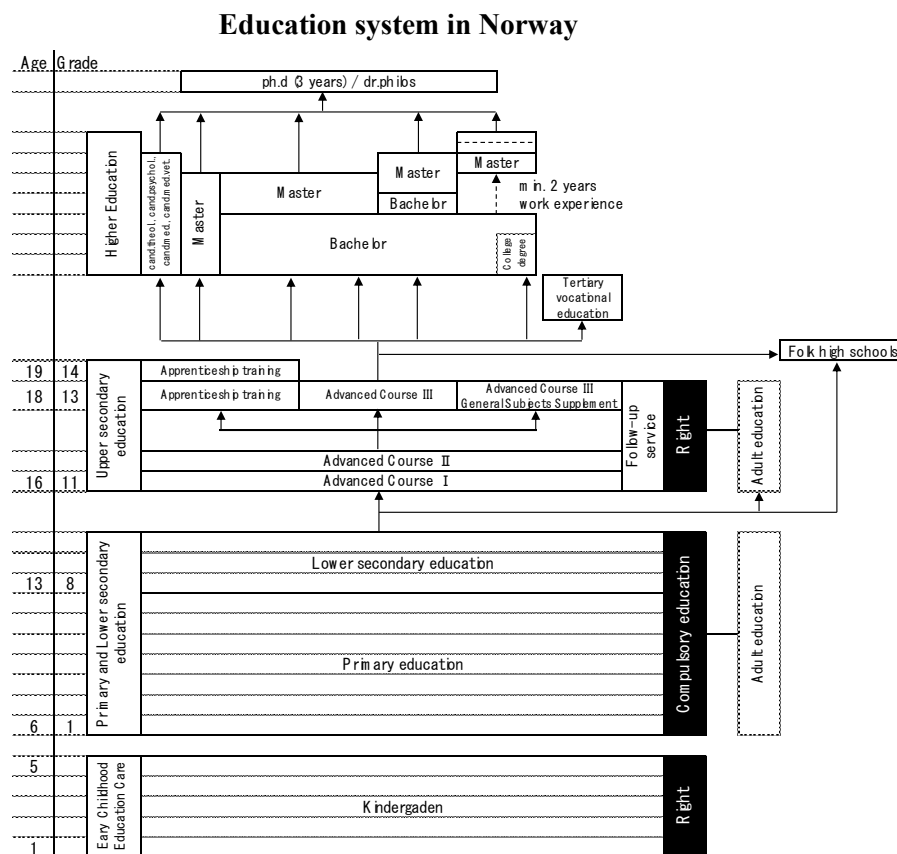 Education system in Norway
Age Grade
ph.d (3 years) / dr.philos
Higher Education
cand.theol., cand.psychol.,
cand.med., cand.med.vet.
Master
Master
Master
Bachelor
Master
min. 2 years
work experience
Bachelor
College
degree
Tertiary
vocational
education
Folk high schools
19 14
18 13
16 11
Upper secondary
education
Apprenticeship training
Apprenticeship training
Advanced Course III
Advanced Course III
General Subjects Supplement
Advanced Course II
Advanced Course I
Follow-up
service
Right
Adult education
13 8
6 1
Primary and Lower secondary
education
Lower secondary education
Primary education
Compulsory education
Adult education
5
1
Eary Childhood
Education Care
Kindergaden
Right